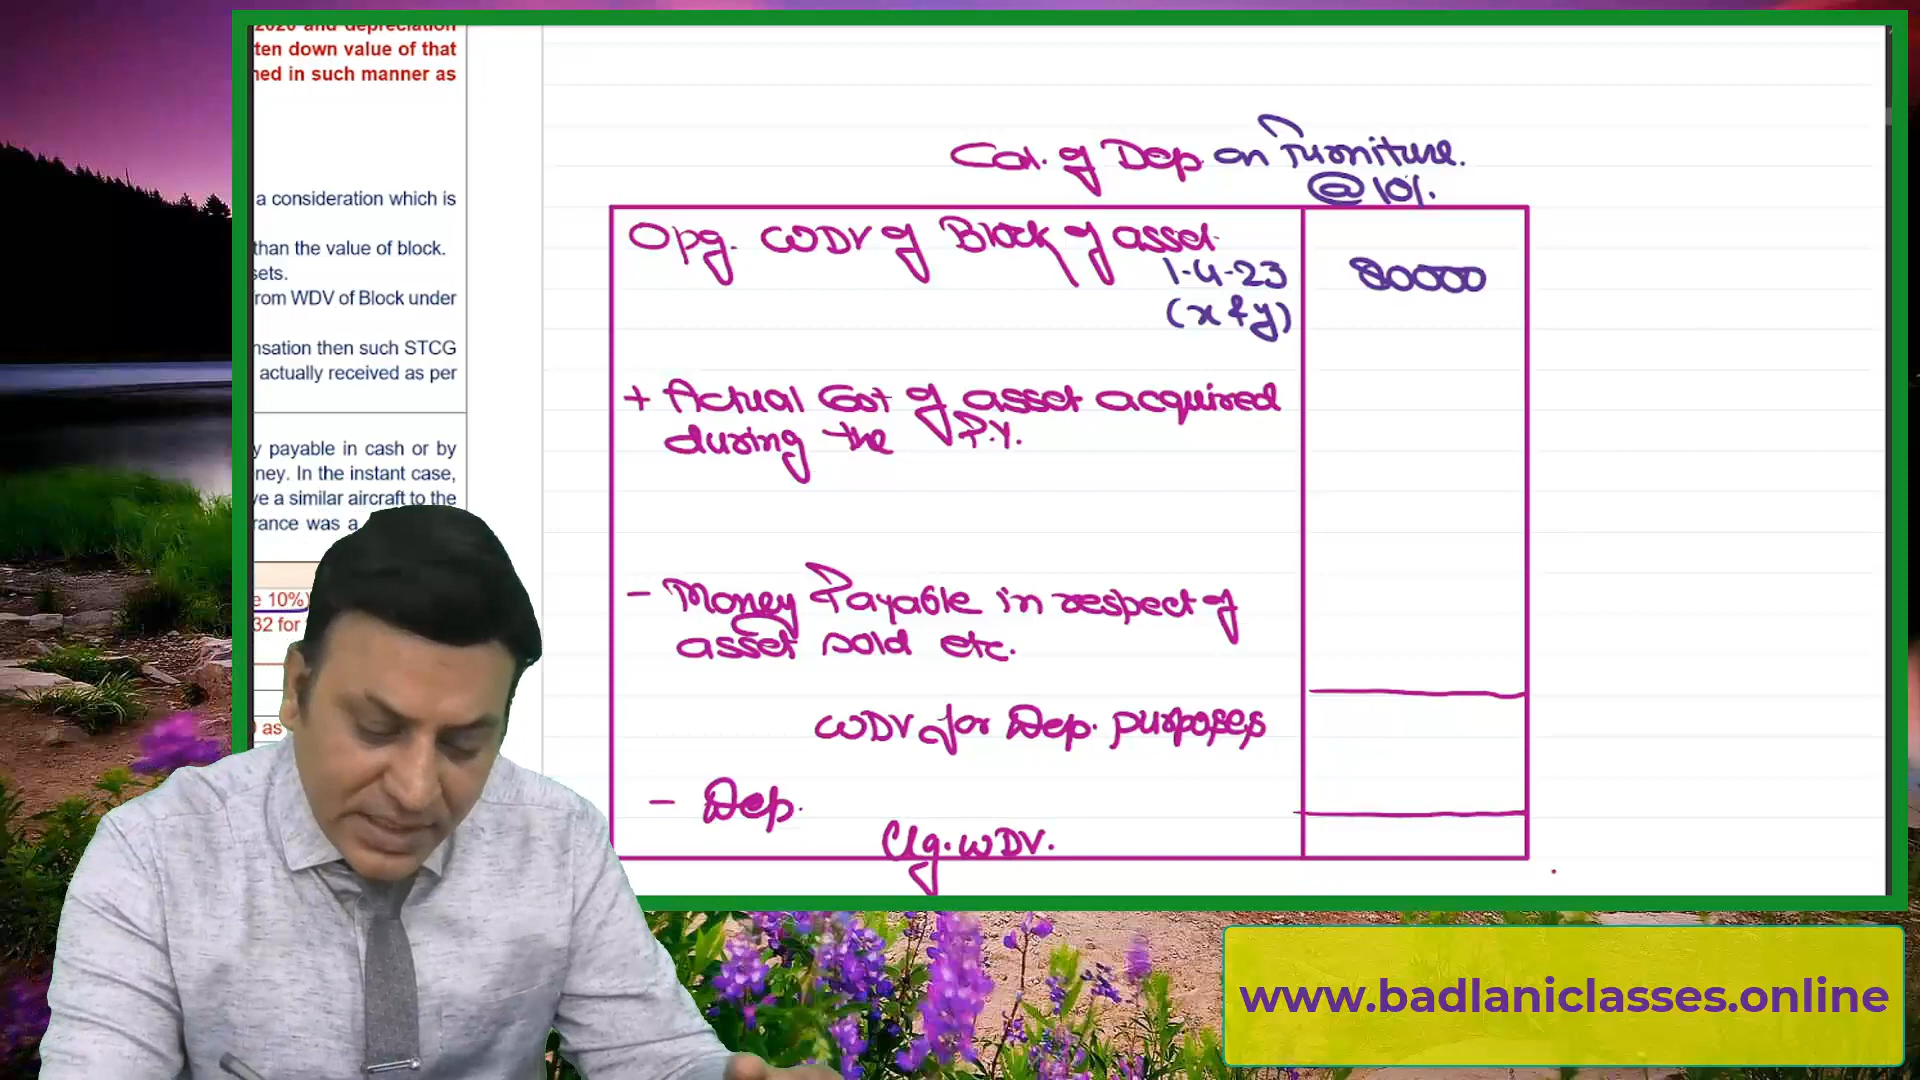 2020 and depreciation
ten down value of that
ned in such manner as
a consideration which is
than the value of block.
sets.
rom WDV of Block under
nsation then such STCG
actually received as per
y payable in cash or by
ney. In the instant case,
ve a similar aircraft to the
rance was a
e 10%)
32 for
) as
Cal. of Dep on Furniture.
@ 10%.
Opg. WDV of Block of asset.
1-4-23
(x & y)
80000
+ Actual Cost of asset acquired
during the P.Y.
- Money Payable in respect of
asset sold etc.
WDV for Dep. purposes
- Dep.
Clg. WDV.
www.badlaniclasses.online